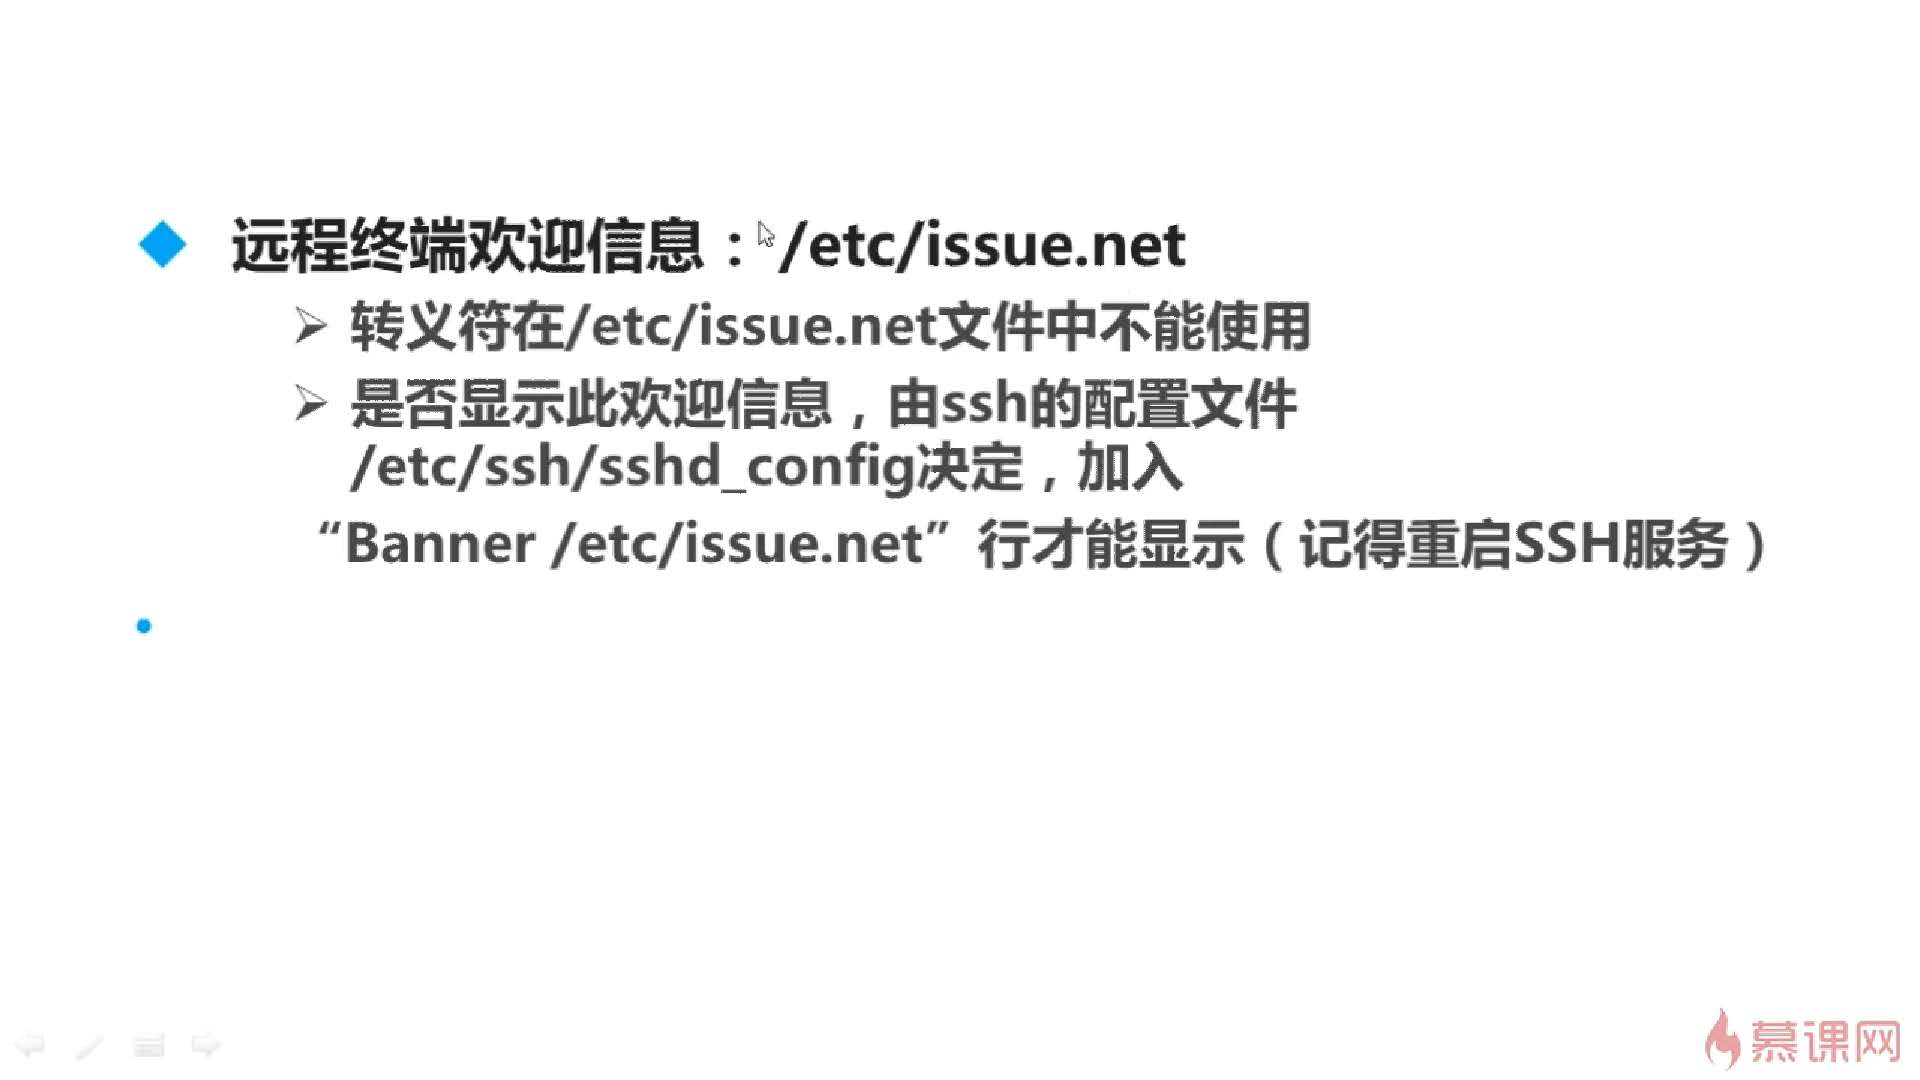 远程终端欢迎信息：/etc/issue.net
转义符在/etc/issue.net文件中不能使用
是否显示此欢迎信息，由ssh的配置文件
/etc/ssh/sshd_config决定，加入
“Banner /etc/issue.net”行才能显示（记得重启SSH服务）
慕课网